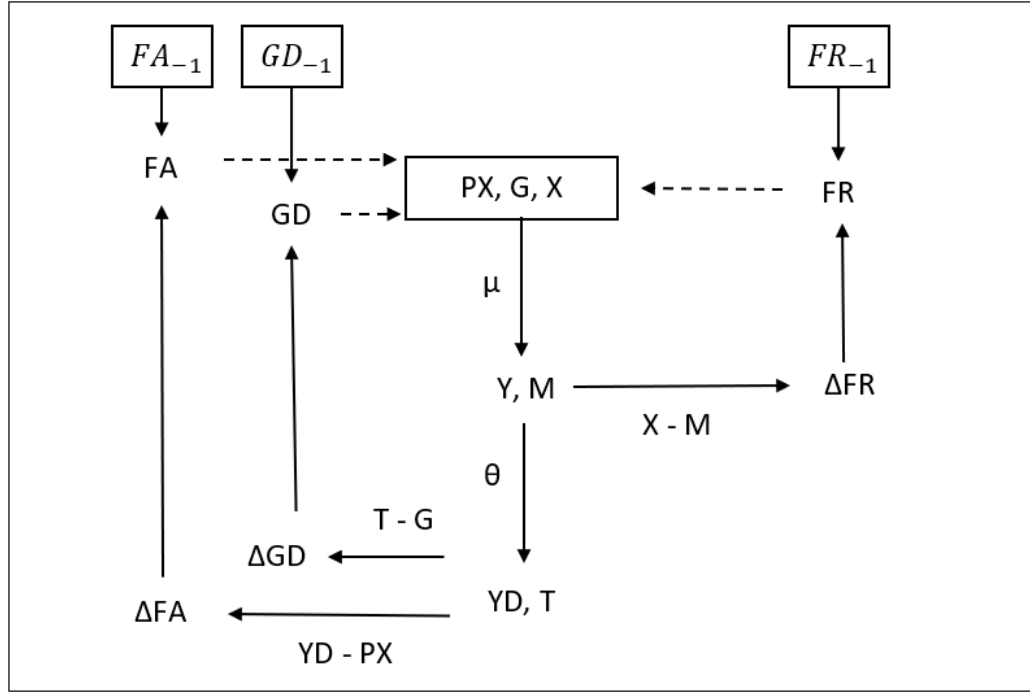 FA₋₁ GD₋₁ FR₋₁
FA
PX, G, X
FR
GD
μ
Y, M
ΔFR
X - M
θ
T - G
ΔGD
YD, T
ΔFA
YD - PX